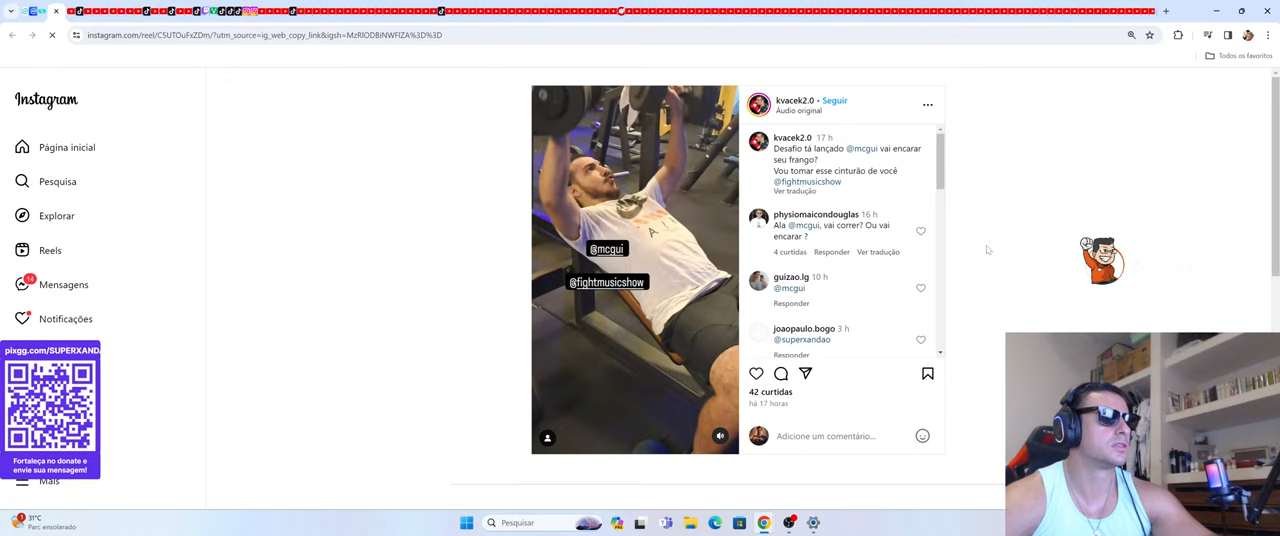 instagram.com/reel/C5UTOuFxZDm/?utm_source=ig_web_copy_link&igsh=MzRlODBiNWFlZA%3D%3D
Todos os favoritos
Instagram
Página inicial
Pesquisa
Explorar
Reels
14
Mensagens
Notificações
pixgg.com/SUPERXANDA
Fortaleça no donate e
envie sua mensagem!
Mais
@mcgui
@fightmusicshow
kvacek2.0 • Seguir
Áudio original
kvacek2.0 17 h
Desafio tá lançado @mcgui vai encarar
seu frango?
Vou tomar esse cinturão de você
@fightmusicshow
Ver tradução
physiomaicondouglas 16 h
Ala @mcgui, vai correr? Ou vai
encarar ?
4 curtidas Responder Ver tradução
guizao.lg 10 h
@mcgui
Responder
joaopaulo.bogo 3 h
@superxandao
Responder
42 curtidas
há 17 horas
Adicione um comentário...
1
31°C
Parc ensolarado
Pesquisar